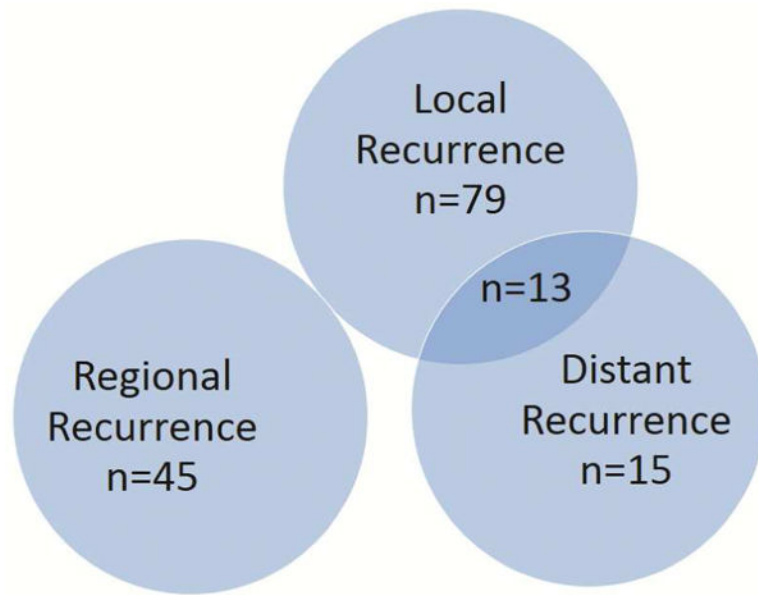 Local
Recurrence
n=79
n=13
Regional
Recurrence
n=45
Distant
Recurrence
n=15